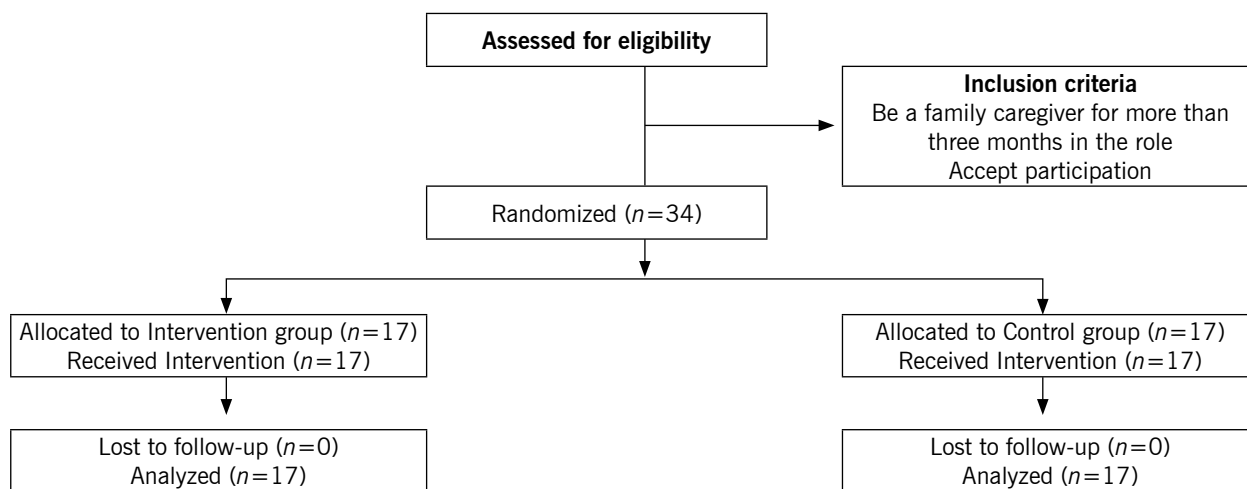 Assessed for eligibility
Inclusion criteria
Be a family caregiver for more than
three months in the role
Accept participation
Randomized (n=34)
Allocated to Intervention group (n=17)
Received Intervention (n=17)
Allocated to Control group (n=17)
Received Intervention (n=17)
Lost to follow-up (n=0)
Analyzed (n=17)
Lost to follow-up (n=0)
Analyzed (n=17)